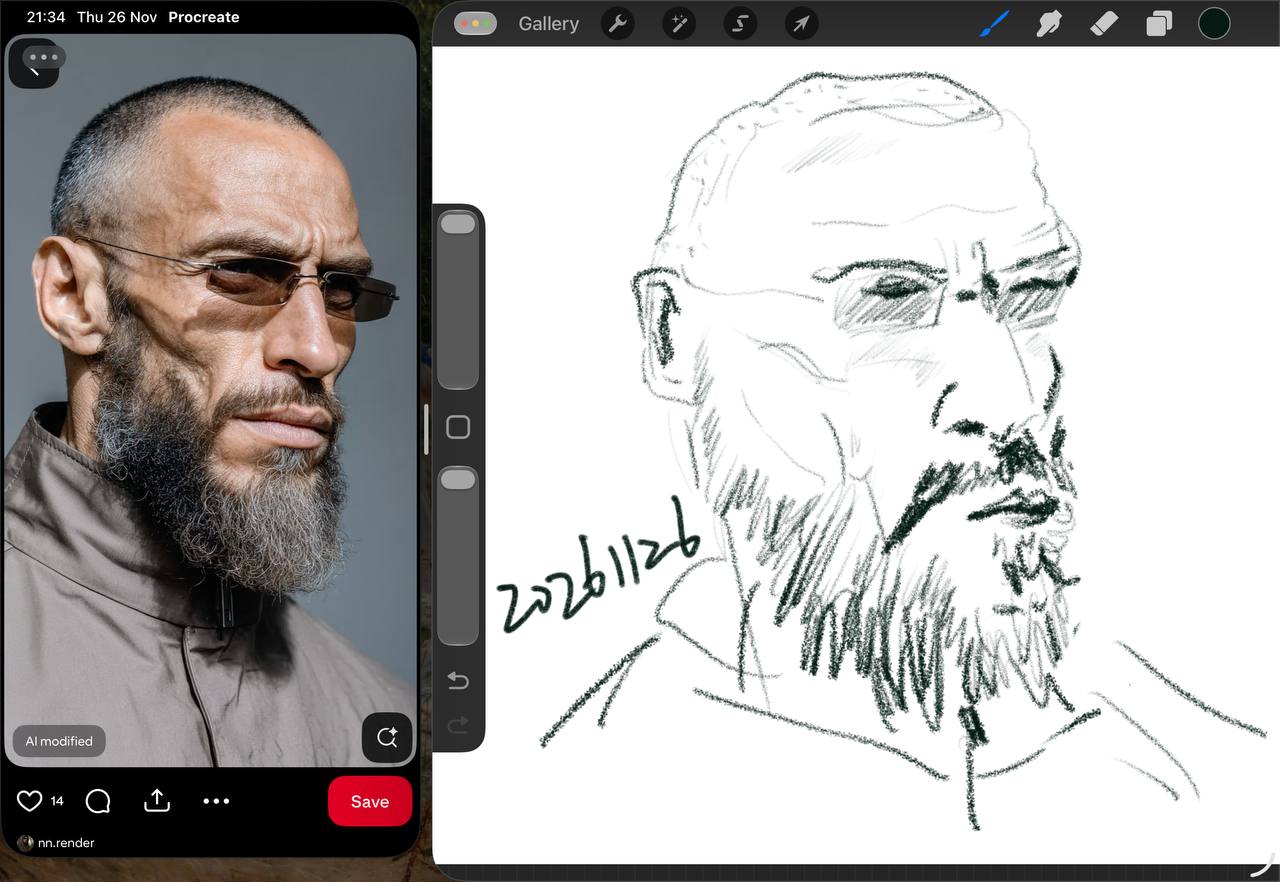 21:34 Thu 26 Nov Procreate
Gallery
20261126
AI modified
14
Save
nn.render